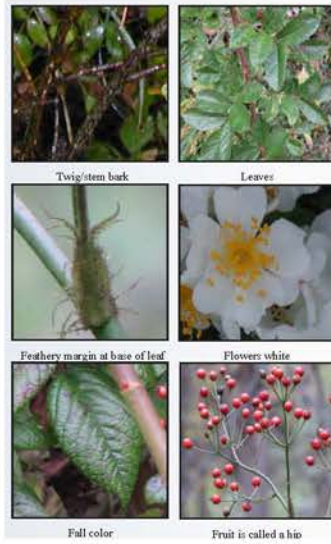 Twig/stem bark
Leaves
Feathery margin at base of leaf
Flowers white
Fall color
Fruit is called a hip